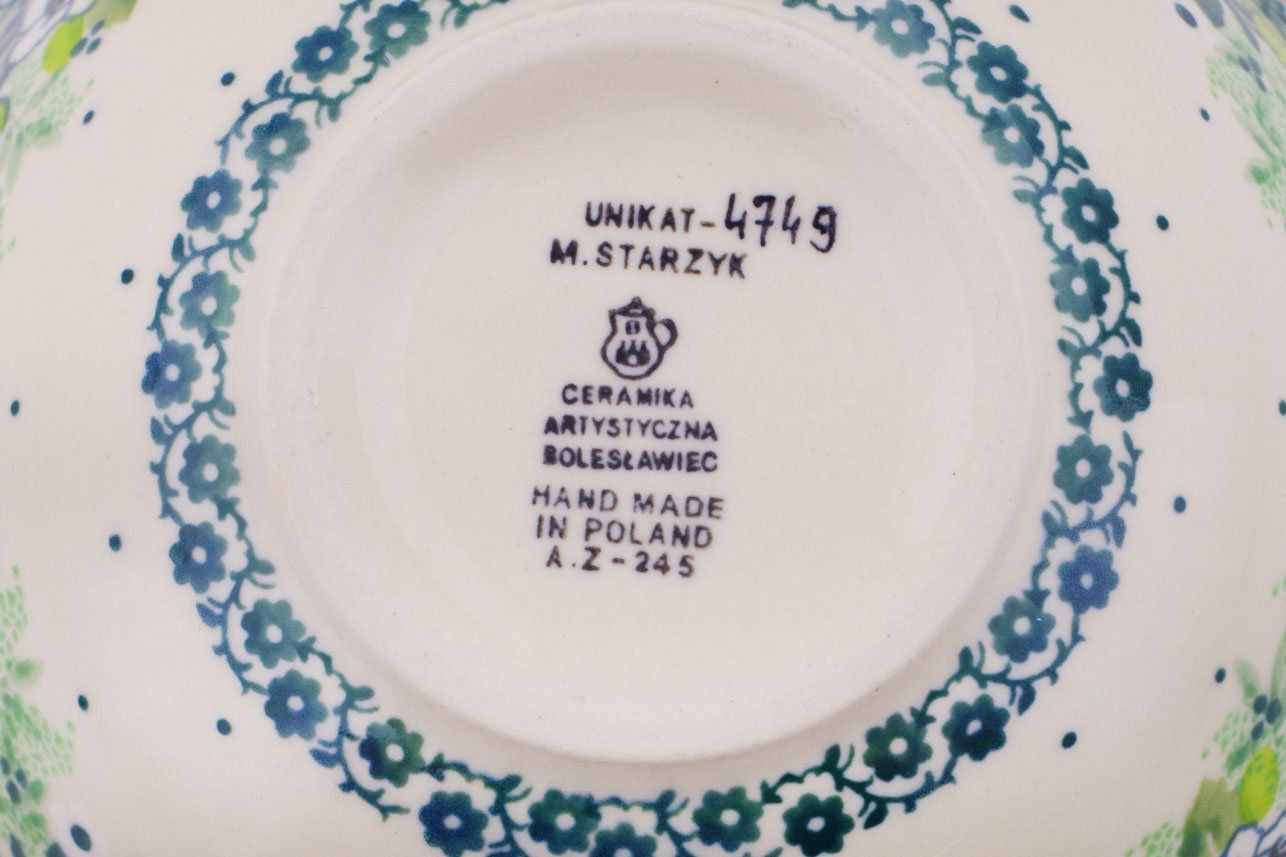 UNIKAT-4749
M.STARZYK
B
CERAMIKA
ARTYSTYCZNA
BOLESŁAWIEC
HAND MADE
IN POLAND
A.Z-245